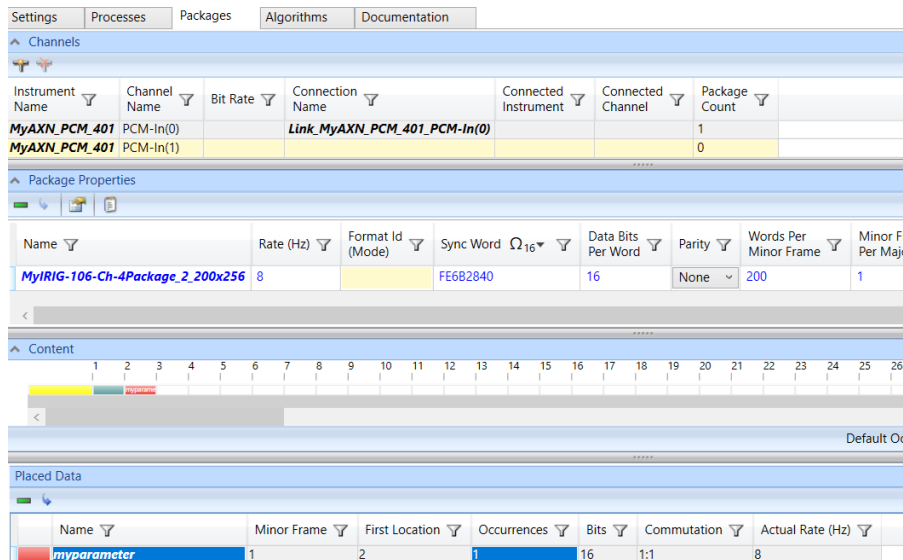 Settings Processes Packages Algorithms Documentation
Channels
Instrument Name Channel Name Bit Rate Connection Name Connected Instrument Connected Channel Package Count
MyAXN_PCM_401 PCM-In(0) Link_MyAXN_PCM_401_PCM-In(0) 1
MyAXN_PCM_401 PCM-In(1) 0
Package Properties
Name Rate (Hz) Format Id (Mode) Sync Word Ω16 Data Bits Per Word Parity Words Per Minor Frame Minor F Per Majo
MyIRIG-106-Ch-4Package_2_200x256 8 FE6B2840 16 None 200 1
Content
1 2 3 4 5 6 7 8 9 10 11 12 13 14 15 16 17 18 19 20 21 22 23 24 25 26
myparame
Default Oc
Placed Data
Name Minor Frame First Location Occurrences Bits Commutation Actual Rate (Hz)
myparameter 1 2 1 16 1:1 8